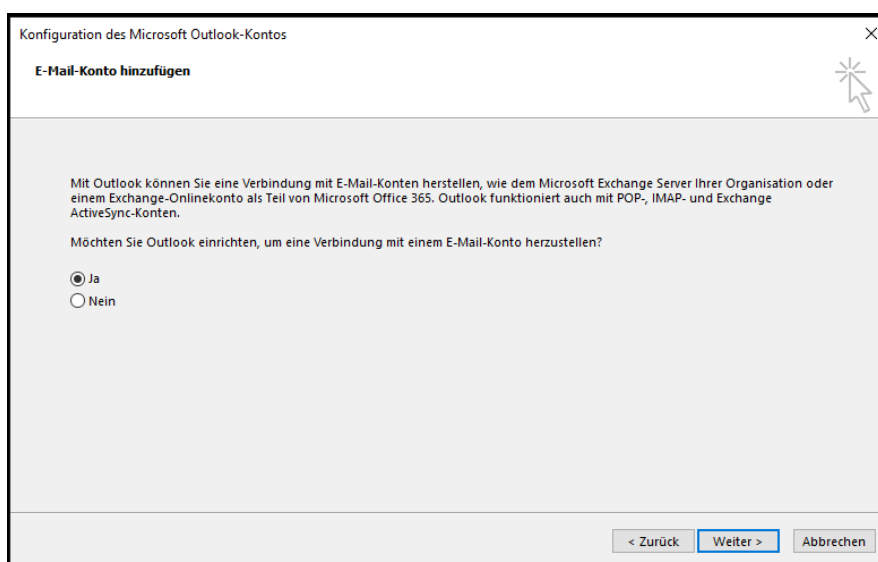 Konfiguration des Microsoft Outlook-Kontos
E-Mail-Konto hinzufügen
Mit Outlook können Sie eine Verbindung mit E-Mail-Konten herstellen, wie dem Microsoft Exchange Server Ihrer Organisation oder
einem Exchange-Onlinekonto als Teil von Microsoft Office 365. Outlook funktioniert auch mit POP-, IMAP- und Exchange
ActiveSync-Konten.
Möchten Sie Outlook einrichten, um eine Verbindung mit einem E-Mail-Konto herzustellen?
Ja
Nein
< Zurück Weiter > Abbrechen